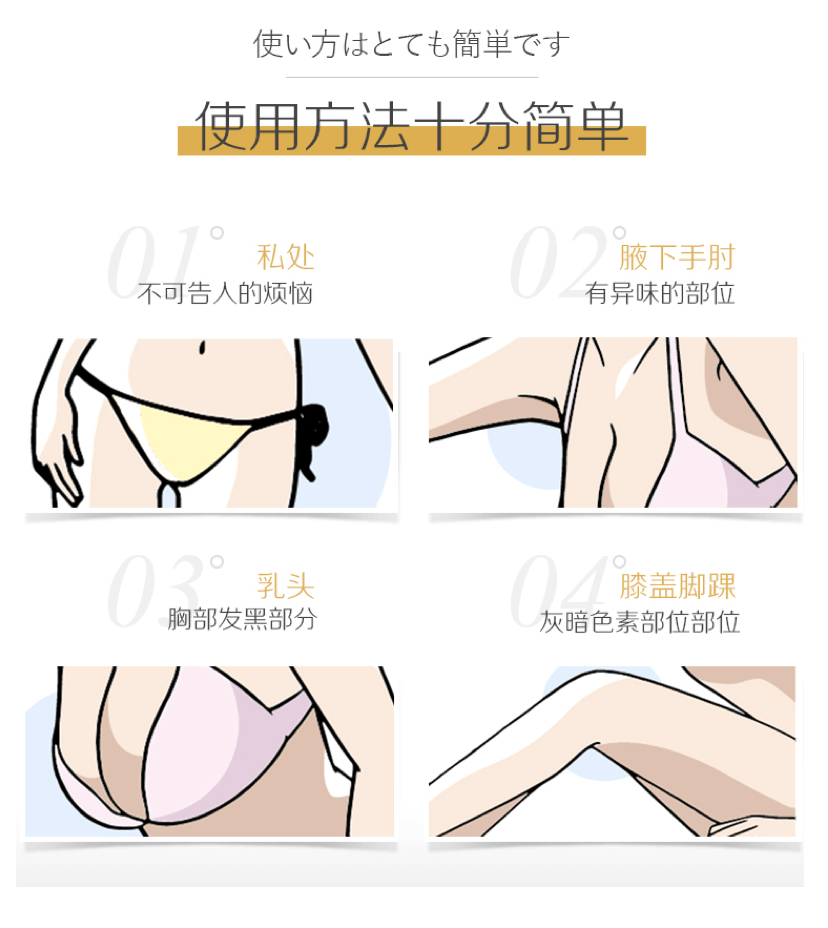 使い方はとても簡単です
使用方法十分简单
01°
私处
不可告人的烦恼
02°
腋下手肘
有异味的部位
03°
乳头
胸部发黑部分
04°
膝盖脚踝
灰暗色素部位部位